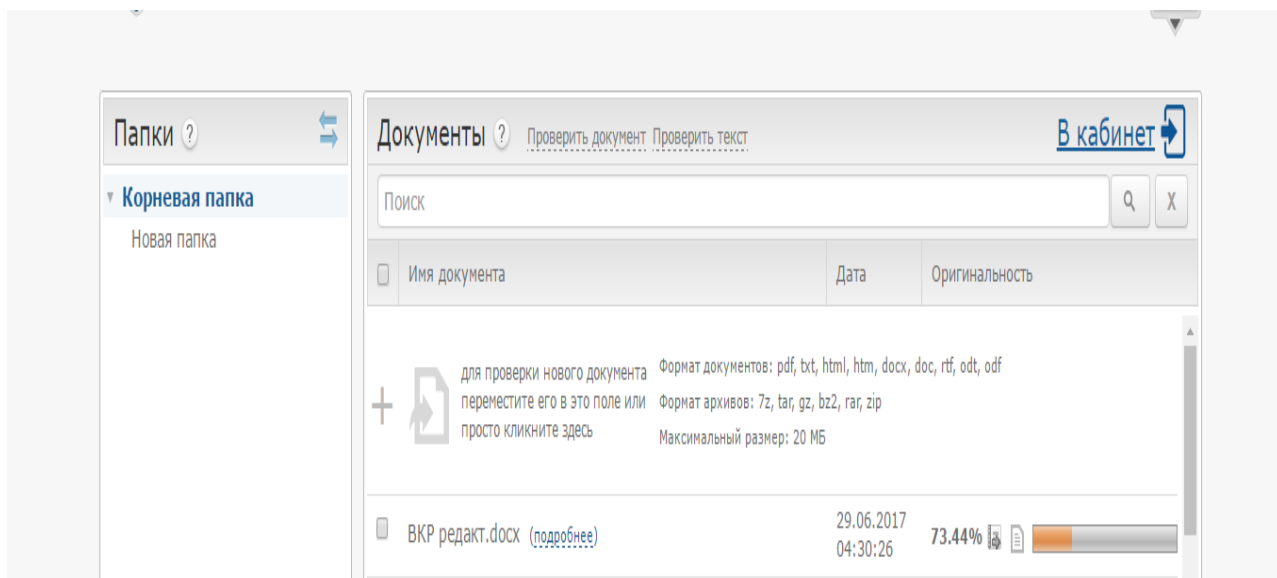 Папки ?
Документы ? Проверить документ Проверить текст
В кабинет
Корневая папка
Новая папка
Поиск
X
Имя документа
Дата
Оригинальность
для проверки нового документа
переместите его в это поле или
просто кликните здесь
Формат документов: pdf, txt, html, htm, docx, doc, rtf, odt, odf
Формат архивов: 7z, tar, gz, bz2, rar, zip
Максимальный размер: 20 МБ
ВКР редакт.docx (подробнее)
29.06.2017
04:30:26
73.44%